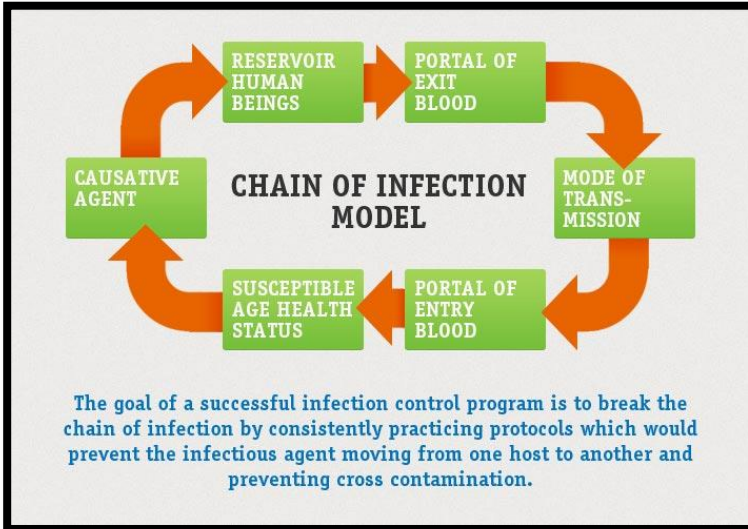 RESERVOIR
HUMAN
BEINGS
PORTAL OF
EXIT
BLOOD
CAUSATIVE
AGENT
CHAIN OF INFECTION
MODEL
MODE OF
TRANS-
MISSION
SUSCEPTIBLE
AGE HEALTH
STATUS
PORTAL OF
ENTRY
BLOOD
The goal of a successful infection control program is to break the
chain of infection by consistently practicing protocols which would
prevent the infectious agent moving from one host to another and
preventing cross contamination.